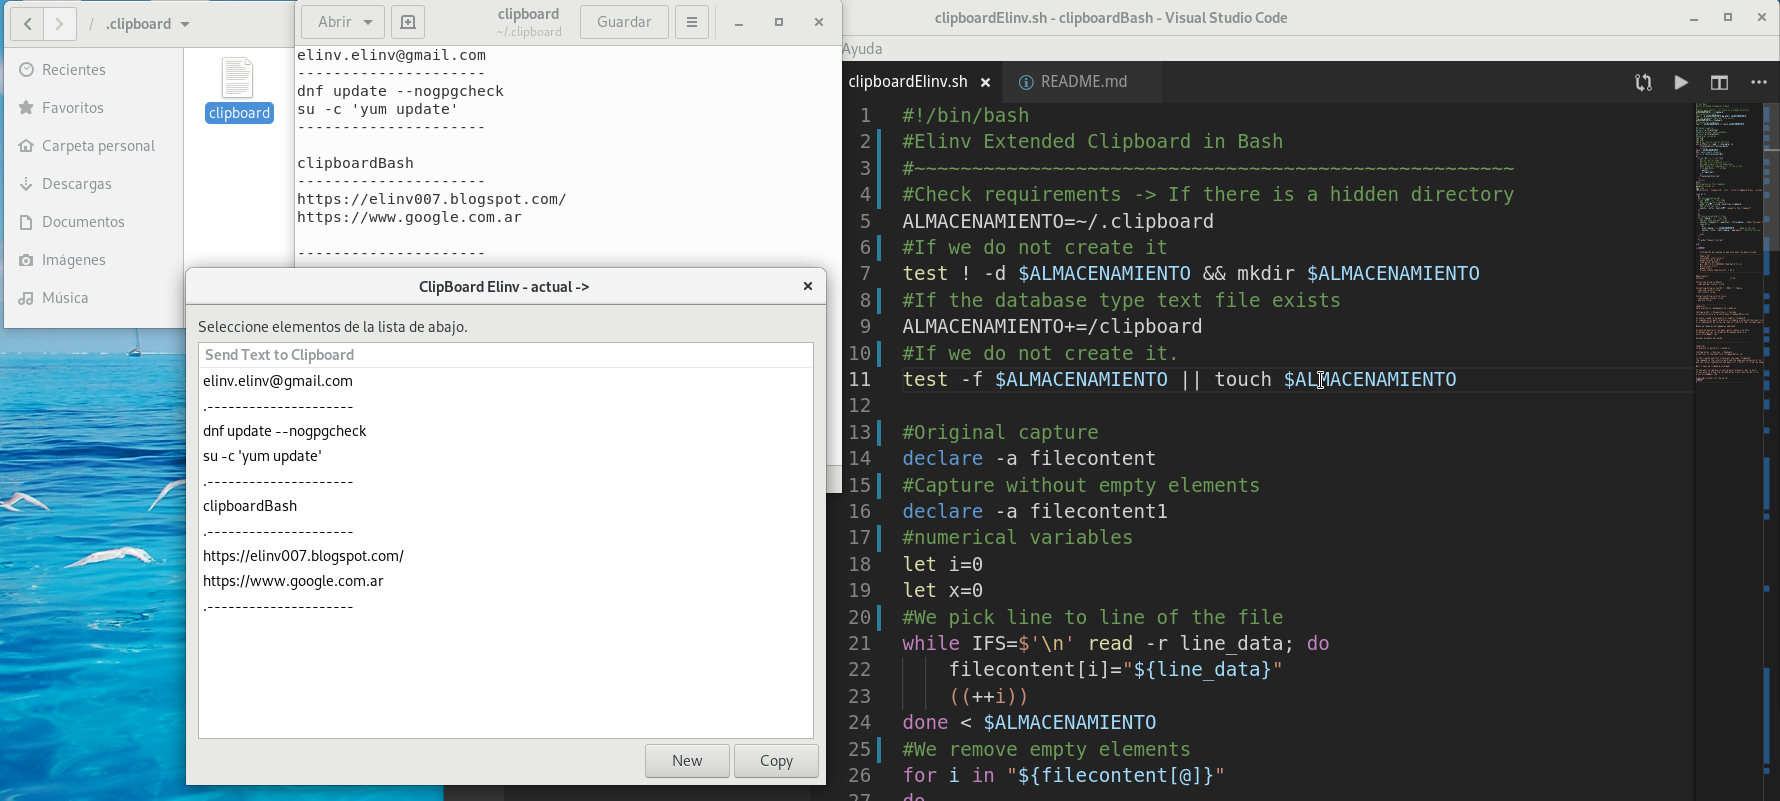 / .clipboard
Recientes
Favoritos
Carpeta personal
Descargas
Documentos
Imágenes
Música
clipboard
Abrir
clipboard
~/.clipboard
Guardar
elinv.elinv@gmail.com
---------------------
dnf update --nogpgcheck
su -c 'yum update'
---------------------
clipboardBash
---------------------
https://elinv007.blogspot.com/
https://www.google.com.ar
---------------------
ClipBoard Elinv - actual ->
Seleccione elementos de la lista de abajo.
Send Text to Clipboard
elinv.elinv@gmail.com
.---------------------
dnf update --nogpgcheck
su -c 'yum update'
.---------------------
clipboardBash
.---------------------
https://elinv007.blogspot.com/
https://www.google.com.ar
.---------------------
New
Copy
clipboardElinv.sh - clipboardBash - Visual Studio Code
Ayuda
clipboardElinv.sh
README.md
1 #!/bin/bash
2 #Elinv Extended Clipboard in Bash
3 #~~~~~~~~~~~~~~~~~~~~~~~~~~~~~~~~~~~~~~~~~~~~~~~~~~~~
4 #Check requirements -> If there is a hidden directory
5 ALMACENAMIENTO=~/.clipboard
6 #If we do not create it
7 test ! -d $ALMACENAMIENTO && mkdir $ALMACENAMIENTO
8 #If the database type text file exists
9 ALMACENAMIENTO+=/clipboard
10 #If we do not create it.
11 test -f $ALMACENAMIENTO || touch $ALMACENAMIENTO
12
13 #Original capture
14 declare -a filecontent
15 #Capture without empty elements
16 declare -a filecontent1
17 #numerical variables
18 let i=0
19 let x=0
20 #We pick line to line of the file
21 while IFS=$'\n' read -r line_data; do
22 filecontent[i]="${line_data}"
23 ((++i))
24 done < $ALMACENAMIENTO
25 #We remove empty elements
26 for i in "${filecontent[@]}"
27 do